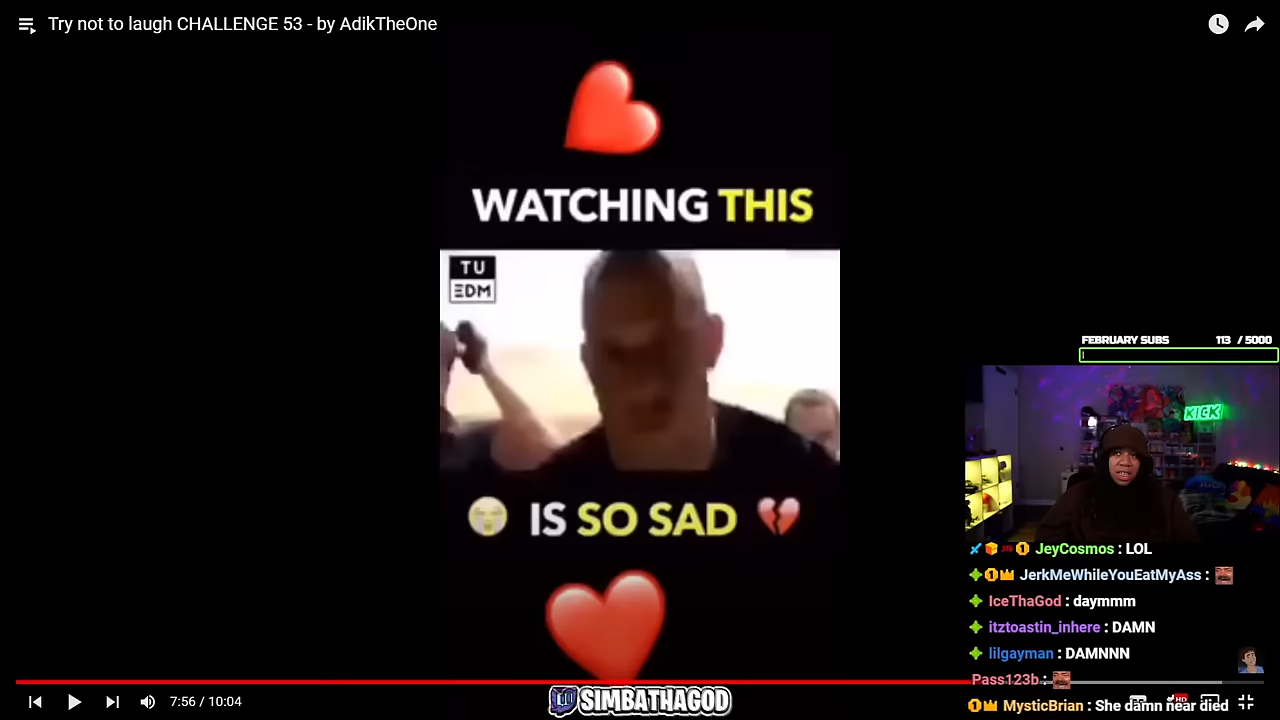 Try not to laugh CHALLENGE 53 - by AdikTheOne
WATCHING THIS
TU
EDM
IS SO SAD
FEBRUARY SUBS 113 / 5000
KICK
JeyCosmos : LOL
JerkMeWhileYouEatMyAss :
IceThaGod : daymmm
itztoastin_inhere : DAMN
lilgayman : DAMNNN
Pass123b :
MysticBrian : She damn near died
7:56 / 10:04
SIMBATHAGOD
HD